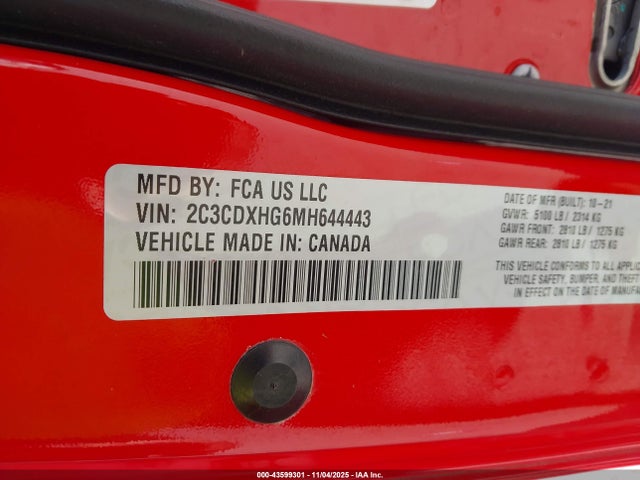 MFD BY: FCA US LLC
VIN: 2C3CDXHG6MH644443
VEHICLE MADE IN: CANADA
DATE OF MFR (BUILT): 10-21
GVWR: 5100 LB / 2314 KG
GAWR FRONT: 2810 LB / 1275 KG
GAWR REAR: 2810 LB / 1275 KG
THIS VEHICLE CONFORMS TO ALL APPLICA
VEHICLE SAFETY, BUMPER, AND THEFT
IN EFFECT ON THE DATE OF MANUFA
000-43599301 - 11/04/2025 - IAA Inc.